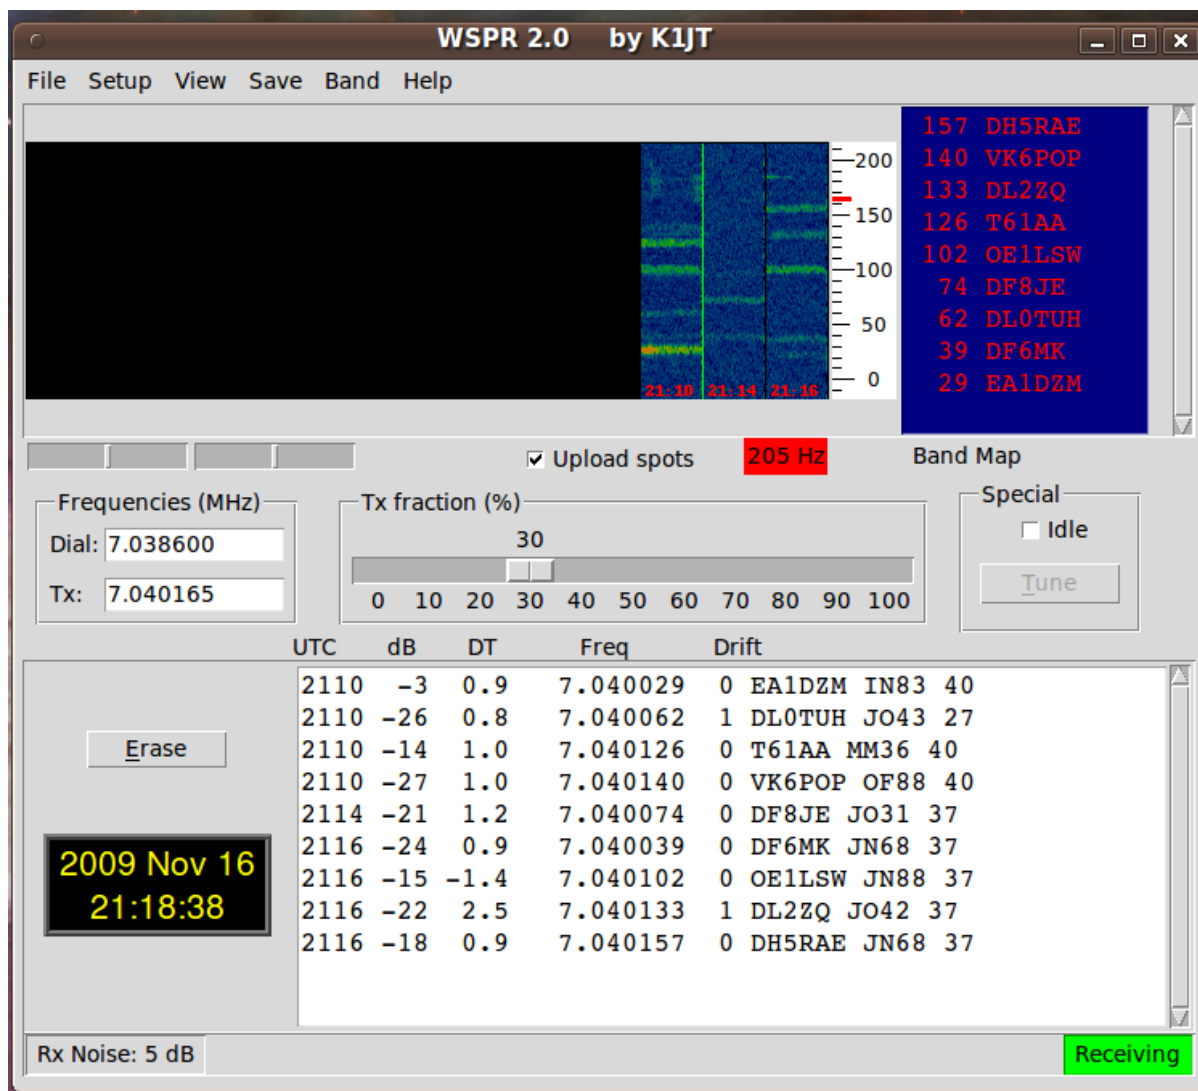 WSPR 2.0 by K1JT
File Setup View Save Band Help
157 DH5RAE
140 VK6POP
133 DL2ZQ
126 T61AA
102 OE1LSW
74 DF8JE
62 DL0TUH
39 DF6MK
29 EA1DZM
200
150
100
50
0
21:10 21:14 21:16
Upload spots 205 Hz Band Map
Frequencies (MHz)
Dial: 7.038600
Tx: 7.040165
Tx fraction (%)
30
0 10 20 30 40 50 60 70 80 90 100
Special
Idle
Tune
UTC dB DT Freq Drift
2110 -3 0.9 7.040029 0 EA1DZM IN83 40
2110 -26 0.8 7.040062 1 DL0TUH JO43 27
2110 -14 1.0 7.040126 0 T61AA MM36 40
2110 -27 1.0 7.040140 0 VK6POP OF88 40
2114 -21 1.2 7.040074 0 DF8JE JO31 37
2116 -24 0.9 7.040039 0 DF6MK JN68 37
2116 -15 -1.4 7.040102 0 OE1LSW JN88 37
2116 -22 2.5 7.040133 1 DL2ZQ JO42 37
2116 -18 0.9 7.040157 0 DH5RAE JN68 37
Erase
2009 Nov 16
21:18:38
Rx Noise: 5 dB
Receiving